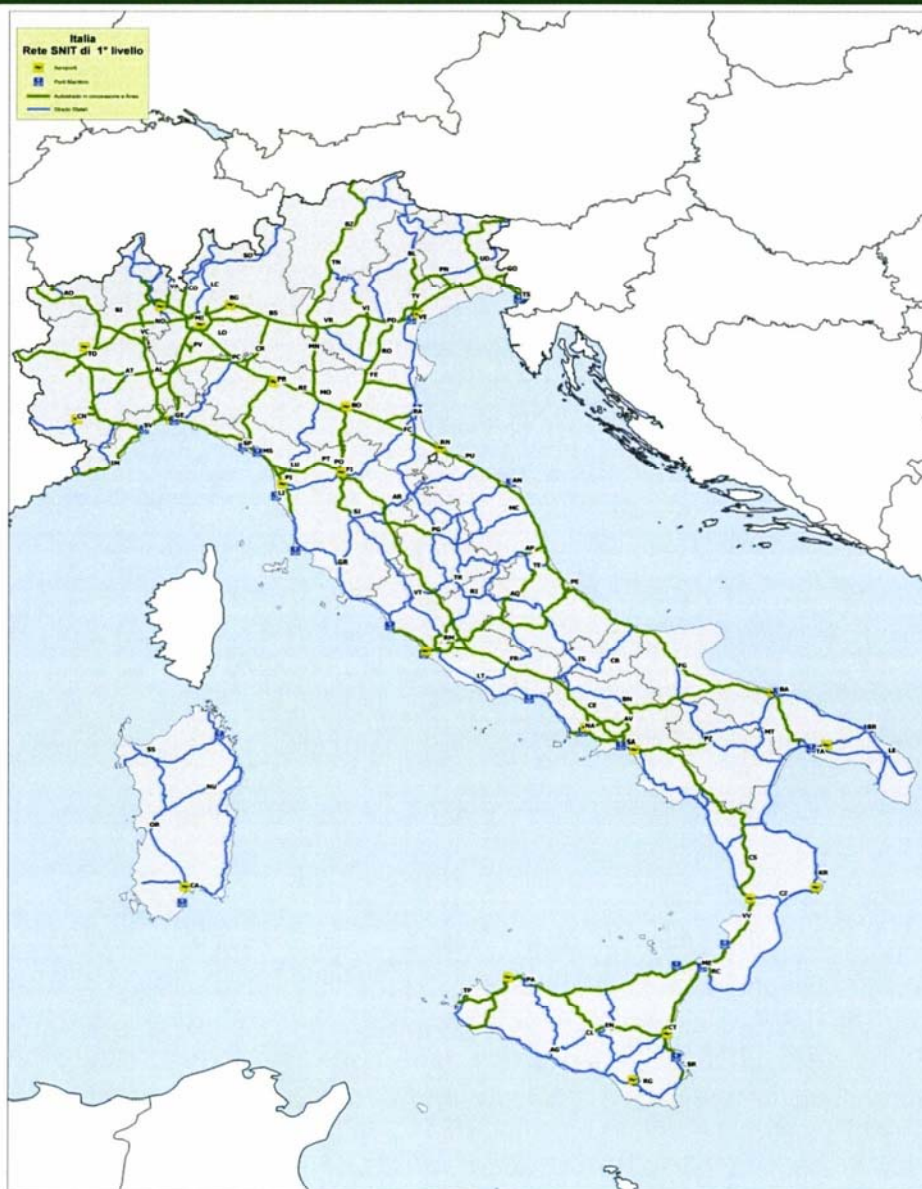 Italia
Rete SNIT di 1° livello
Aeroporti
Porti Marittimi
Autostrade in concessione e Anas
Strade Statali
BZ
SO
BL
TN
UD
PN
GO
AO
VA
CO
LC
BG
TV
TS
BI
MI
BS
VI
VE
NO
VR
PD
VC
LO
TO
PV
CR
MN
RO
PC
AT
AL
FE
PR
RE
MO
CN
GE
BO
RA
SV
FC
SP
MS
RN
IM
LU
PT
PO
PU
FI
PI
LI
AN
AR
SI
MC
PG
GR
AP
TE
TR
RI
VT
AQ
PE
RM
FR
IS
CB
LT
FG
BN
BA
CE
NA
AV
BR
SA
PZ
MT
TA
LE
SS
NU
OR
CS
CA
KR
CZ
VV
ME
RC
TP
PA
EN
CT
CL
AG
SR
RG